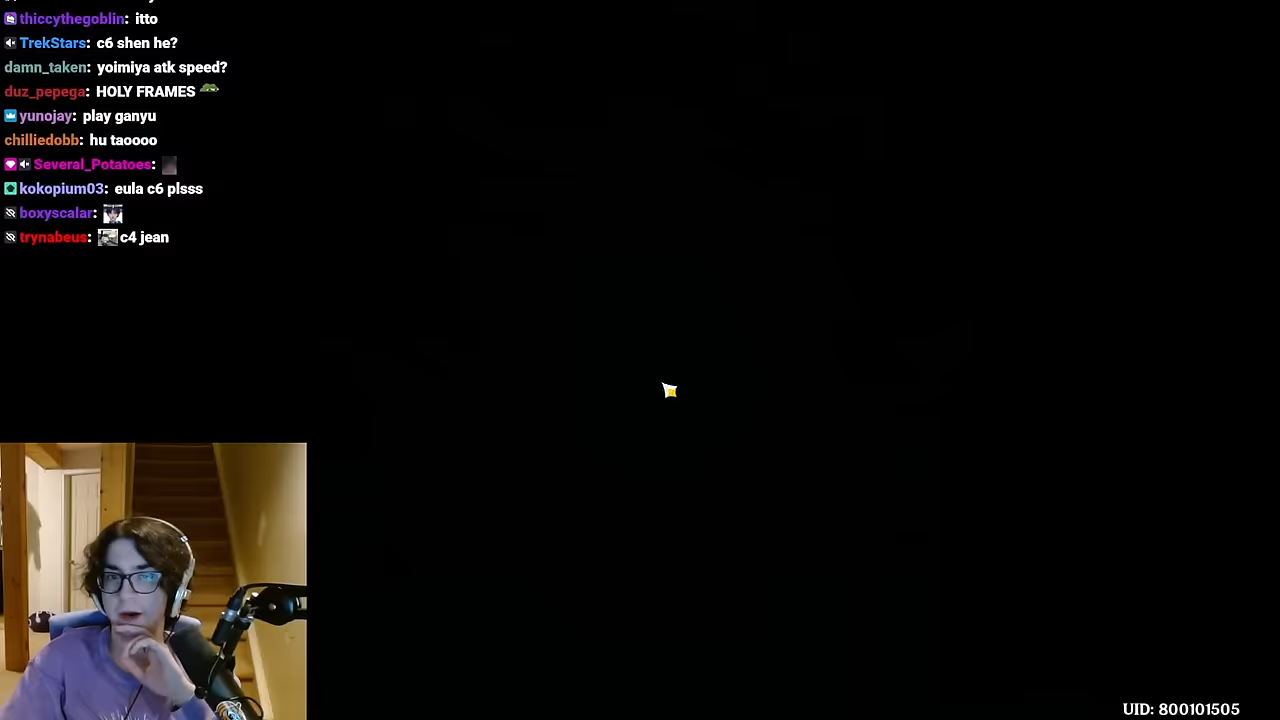 thiccythegoblin: itto
TrekStars: c6 shen he?
damn_taken: yoimiya atk speed?
duz_pepega: HOLY FRAMES
yunojay: play ganyu
chilliedobb: hu taoooo
Several_Potatoes:
kokopium03: eula c6 plsss
boxyscalar:
trynabeus: c4 jean
UID: 800101505